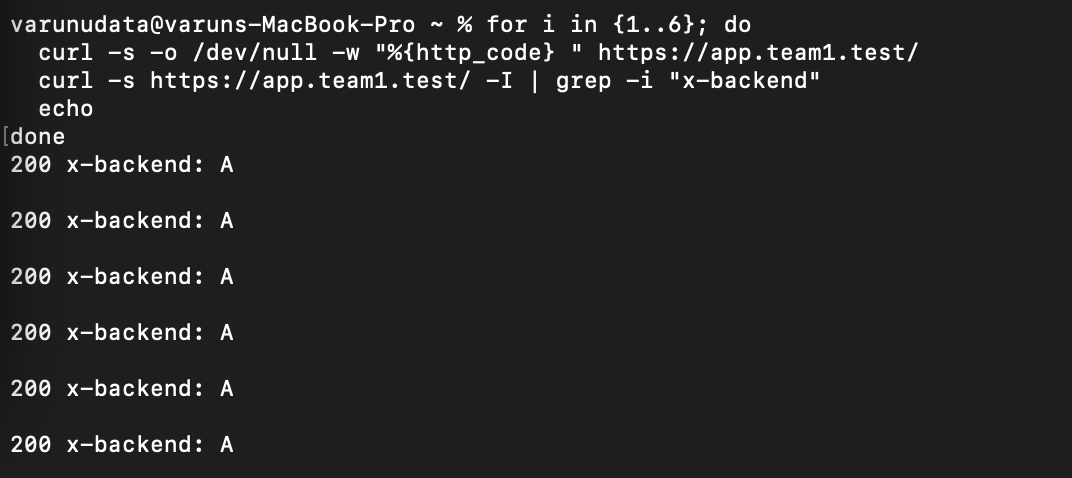 varunudata@varuns-MacBook-Pro ~ % for i in {1..6}; do
  curl -s -o /dev/null -w "%{http_code} " https://app.team1.test/
  curl -s https://app.team1.test/ -I | grep -i "x-backend"
  echo
[done
200 x-backend: A
200 x-backend: A
200 x-backend: A
200 x-backend: A
200 x-backend: A
200 x-backend: A